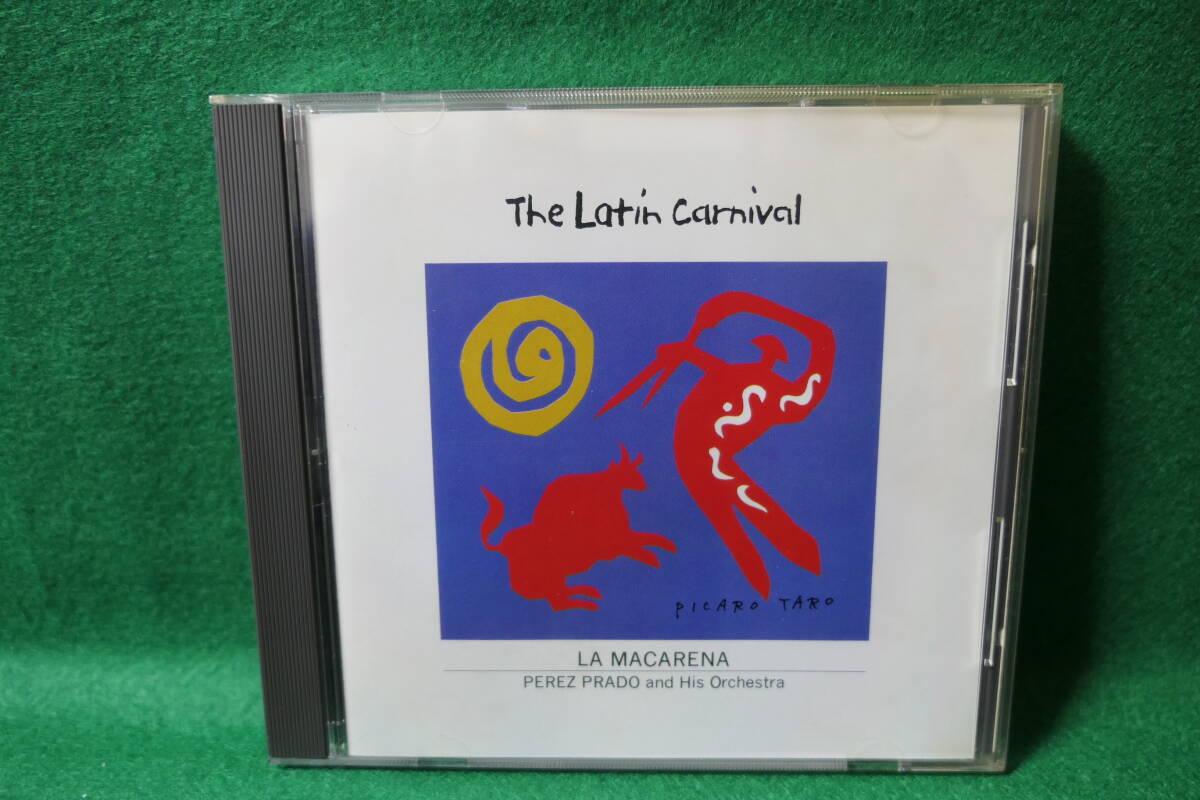 The Latin Carnival
PICARO TARO
LA MACARENA
PEREZ PRADO and His Orchestra